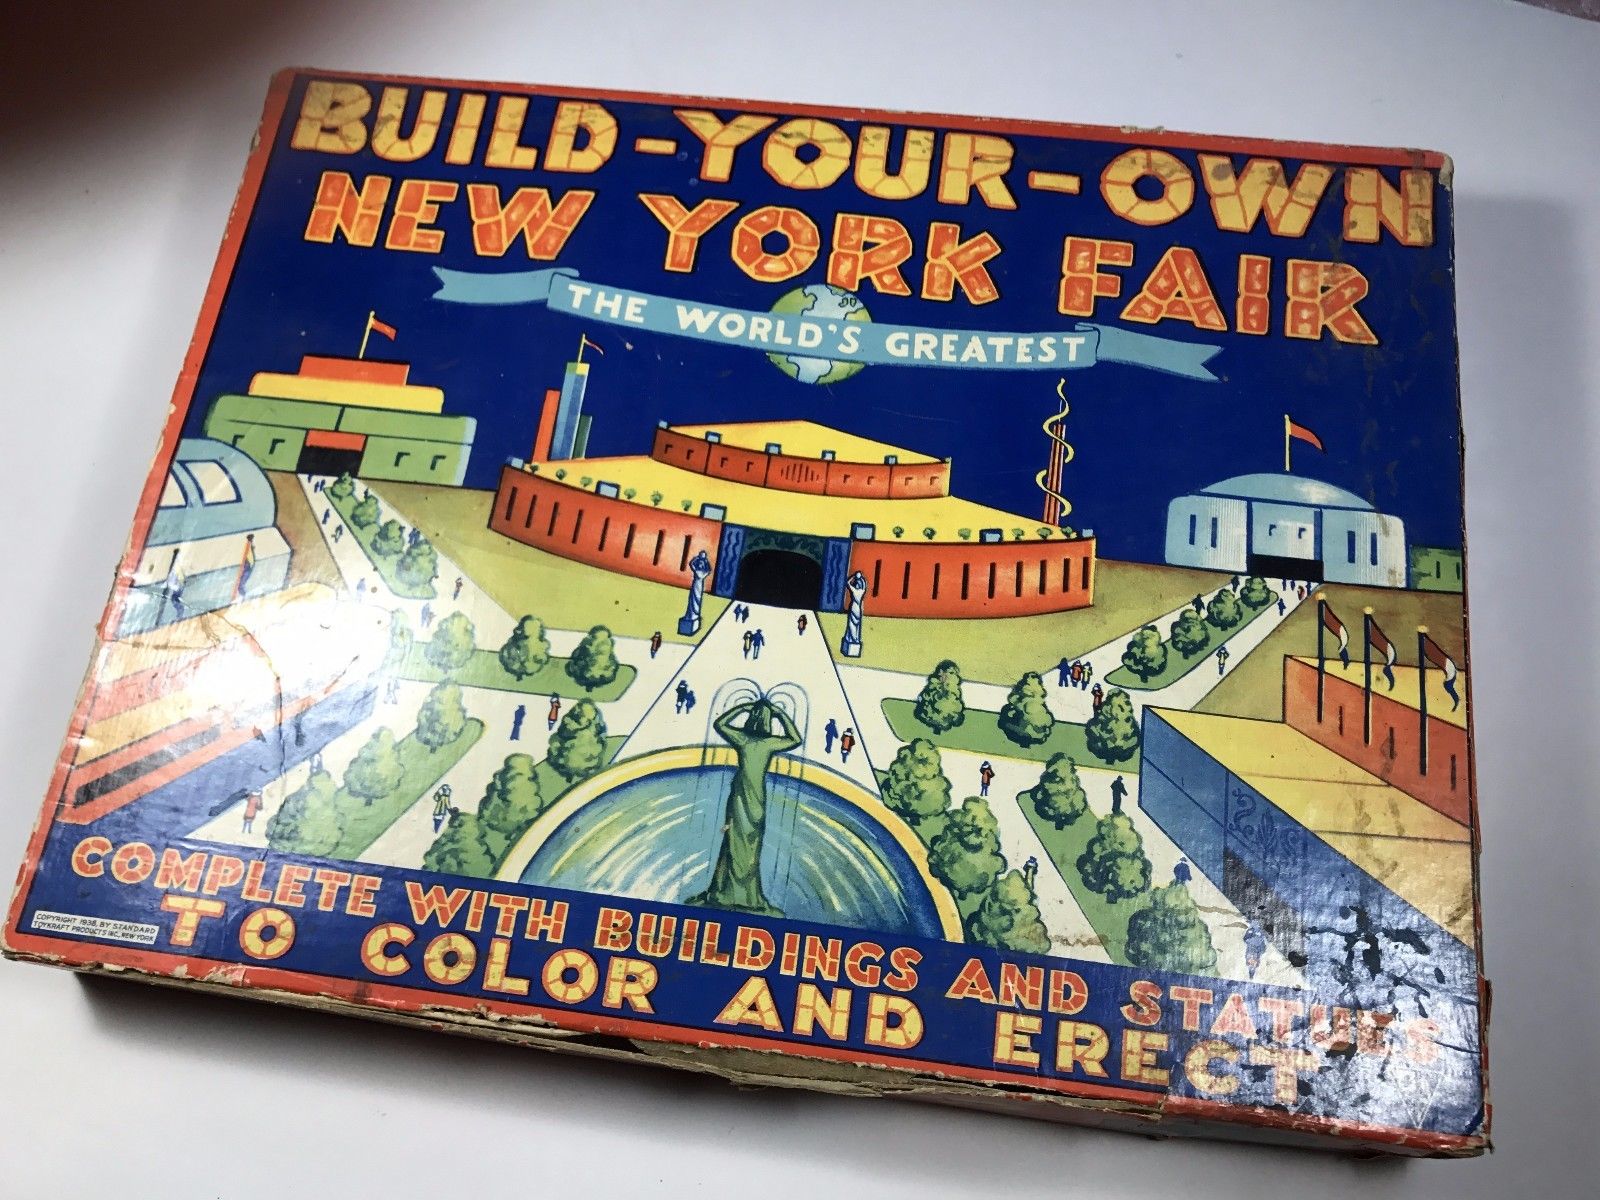 BUILD-YOUR-OWN
NEW YORK FAIR
THE WORLD'S GREATEST
COMPLETE WITH BUILDINGS AND STATUES
TO COLOR AND ERECT
COPYRIGHT 1938, BY STANDARD
TOYKRAFT PRODUCTS INC., NEW YORK